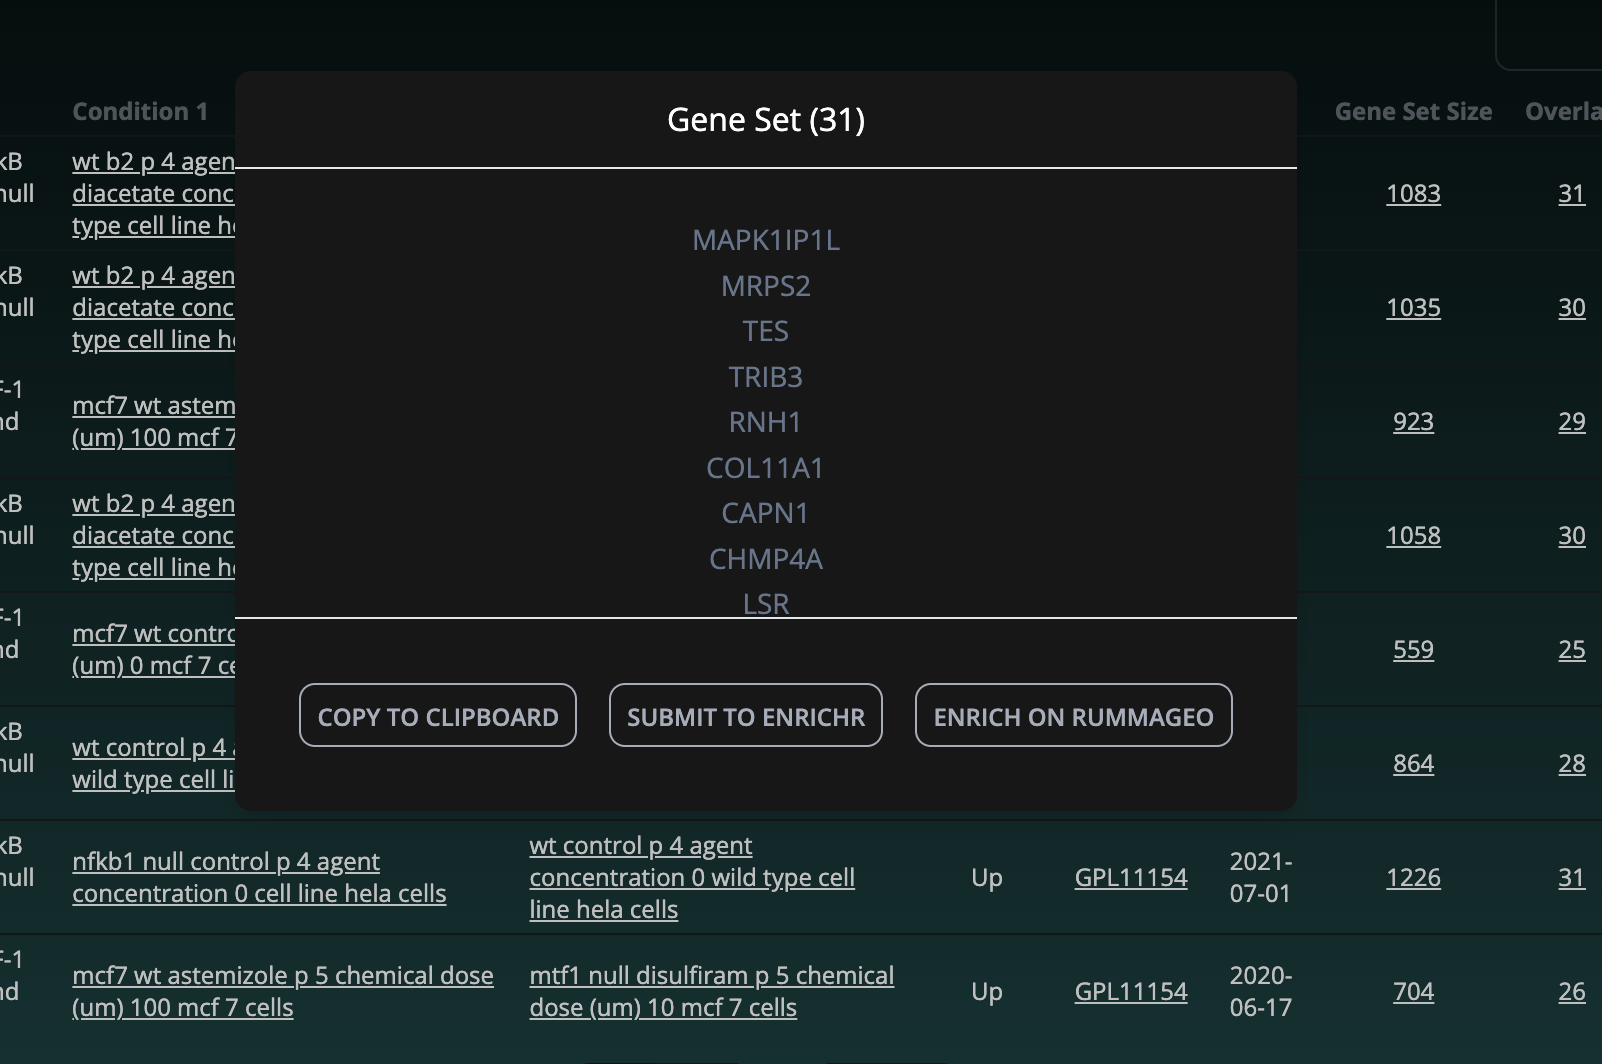 Condition 1
Gene Set Size
Overla
Gene Set (31)
MAPK1IP1L
MRPS2
TES
TRIB3
RNH1
COL11A1
CAPN1
CHMP4A
LSR
COPY TO CLIPBOARD
SUBMIT TO ENRICHR
ENRICH ON RUMMAGEO
kB
null
wt b2 p 4 agen
diacetate conc
type cell line he
1083
31
kB
null
wt b2 p 4 agen
diacetate conc
type cell line he
1035
30
F-1
nd
mcf7 wt astem
(um) 100 mcf 7
923
29
kB
null
wt b2 p 4 agen
diacetate conc
type cell line he
1058
30
F-1
nd
mcf7 wt contro
(um) 0 mcf 7 ce
559
25
kB
null
wt control p 4 a
wild type cell li
864
28
kB
null
nfkb1 null control p 4 agent
concentration 0 cell line hela cells
wt control p 4 agent
concentration 0 wild type cell
line hela cells
Up
GPL11154
2021-
07-01
1226
31
F-1
nd
mcf7 wt astemizole p 5 chemical dose
(um) 100 mcf 7 cells
mtf1 null disulfiram p 5 chemical
dose (um) 10 mcf 7 cells
Up
GPL11154
2020-
06-17
704
26